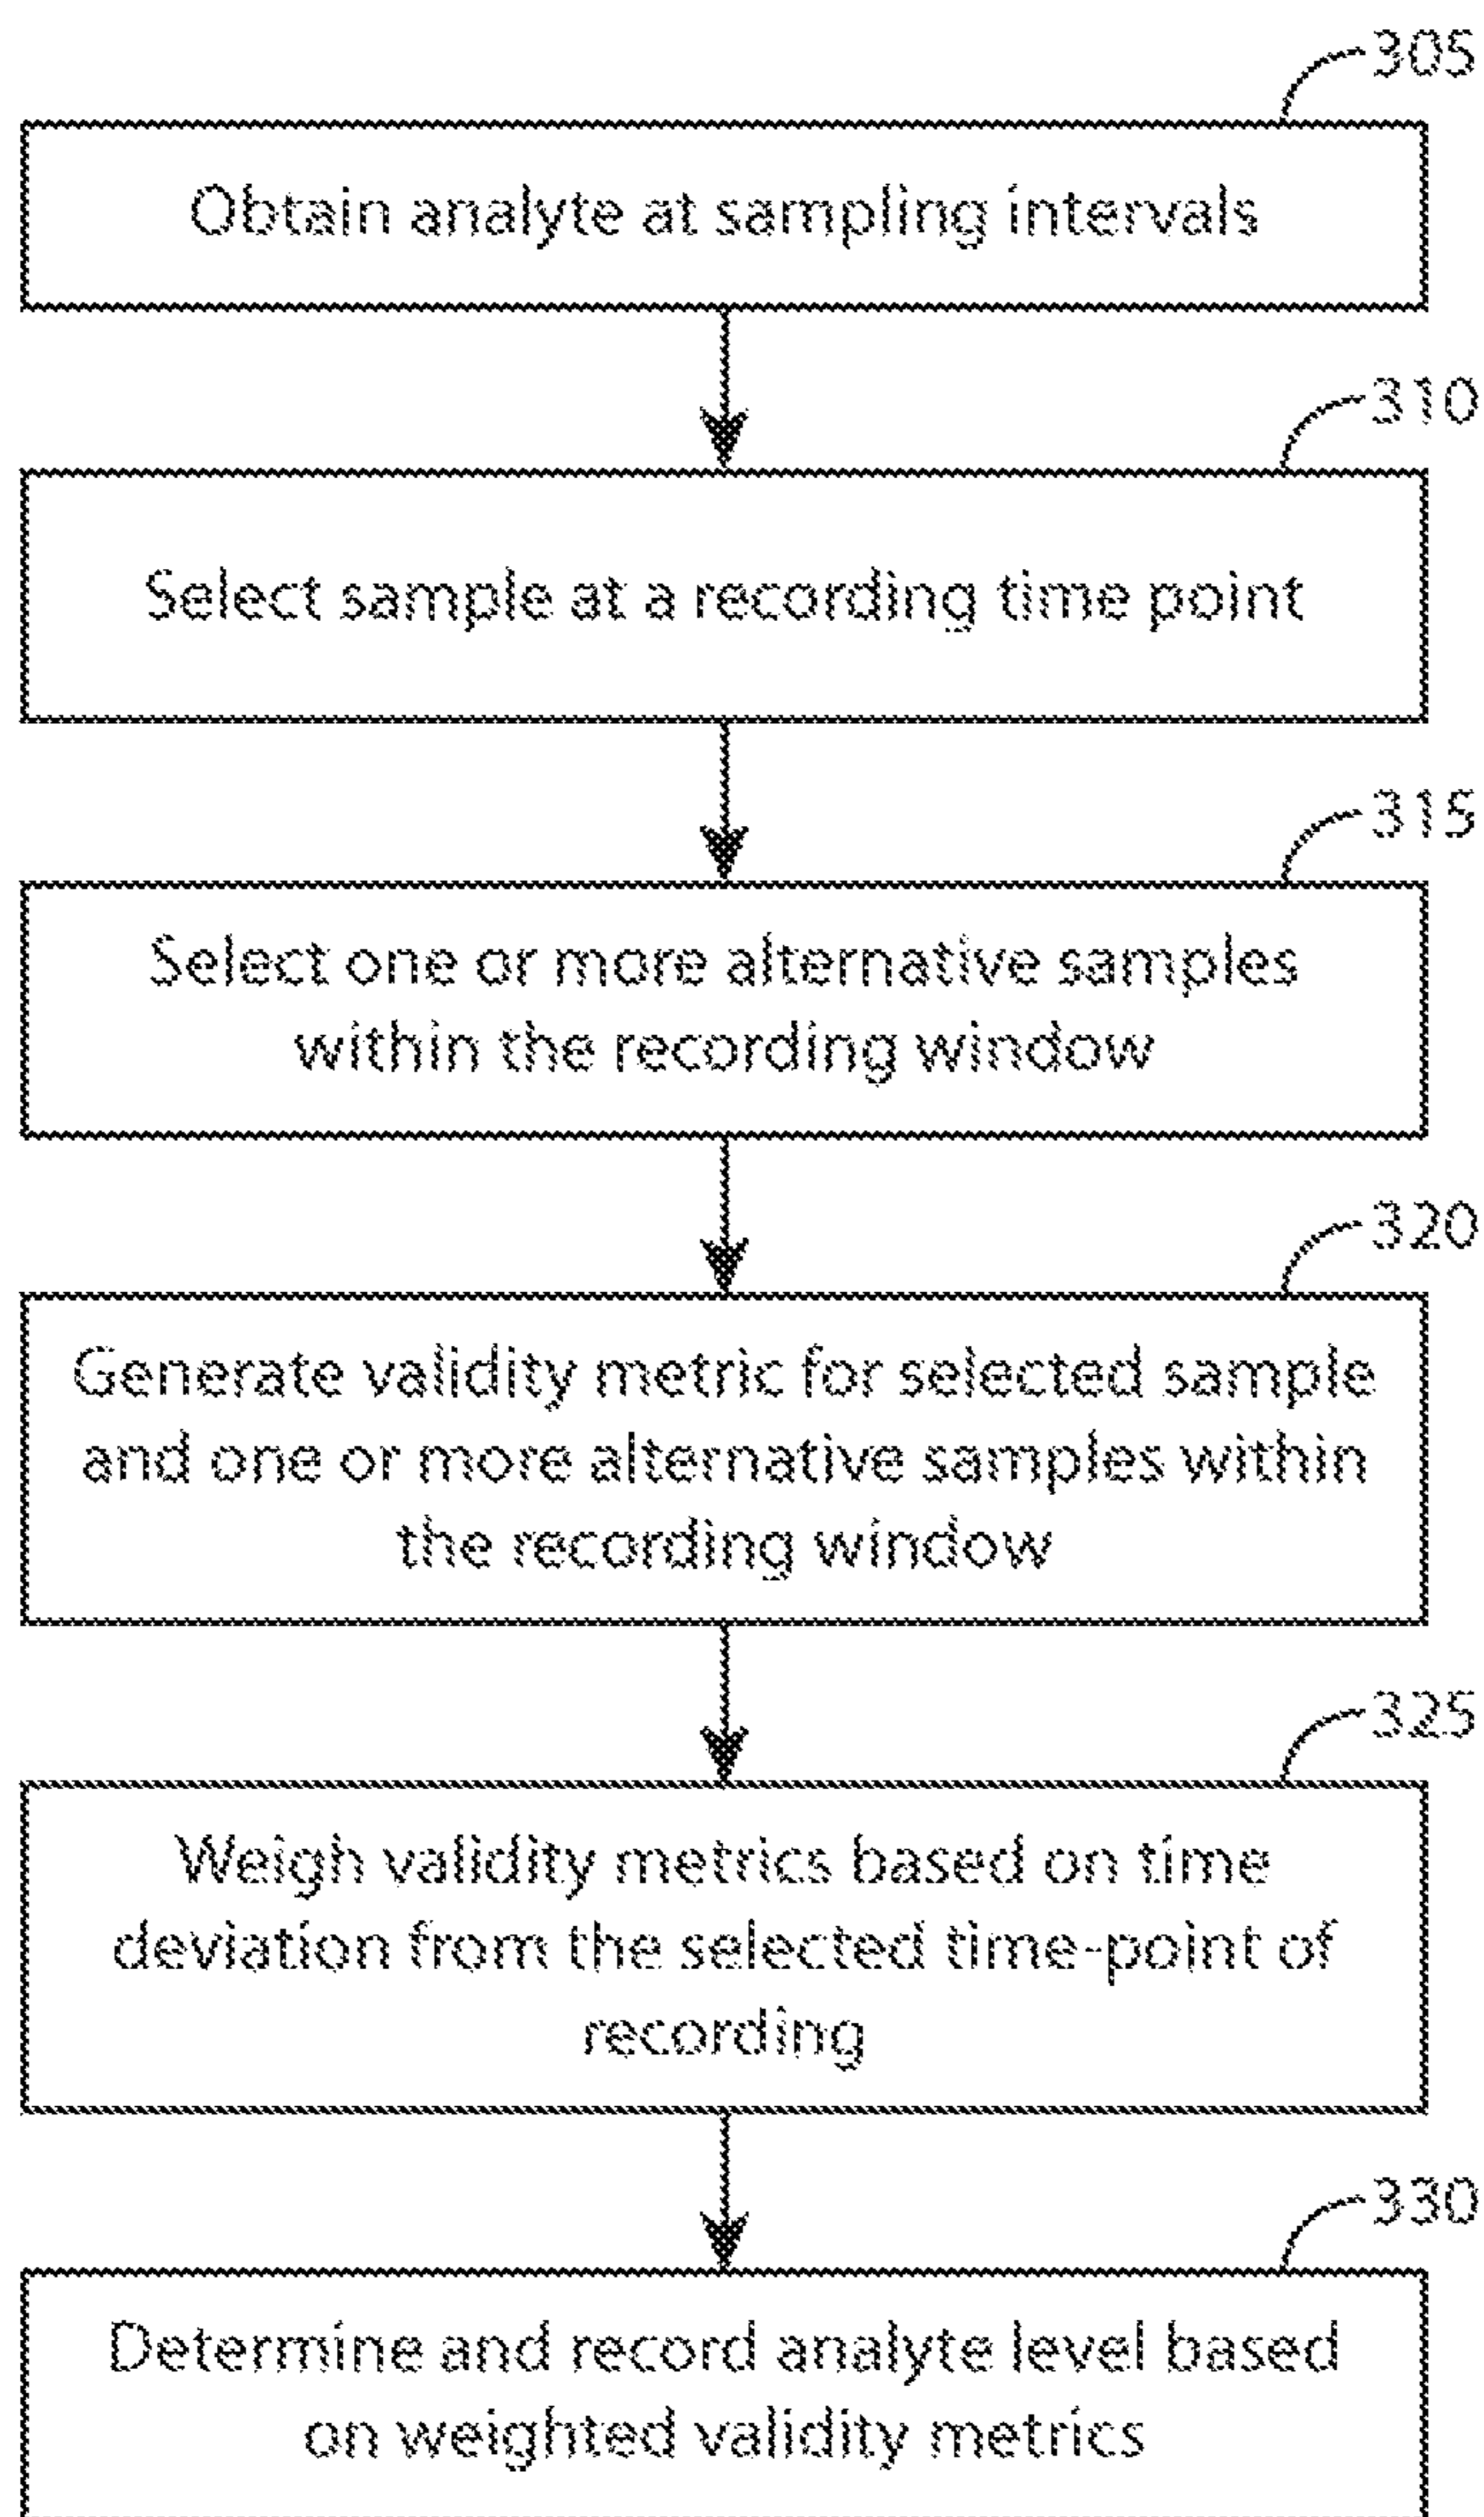 305
Obtain analyte at sampling intervals
310
Select sample at a recording time point
315
Select one or more alternative samples
within the recording window
320
Generate validity metric for selected sample
and one or more alternative samples within
the recording window
325
Weigh validity metrics based on time
deviation from the selected time-point of
recording
330
Determine and record analyte level based
on weighted validity metrics